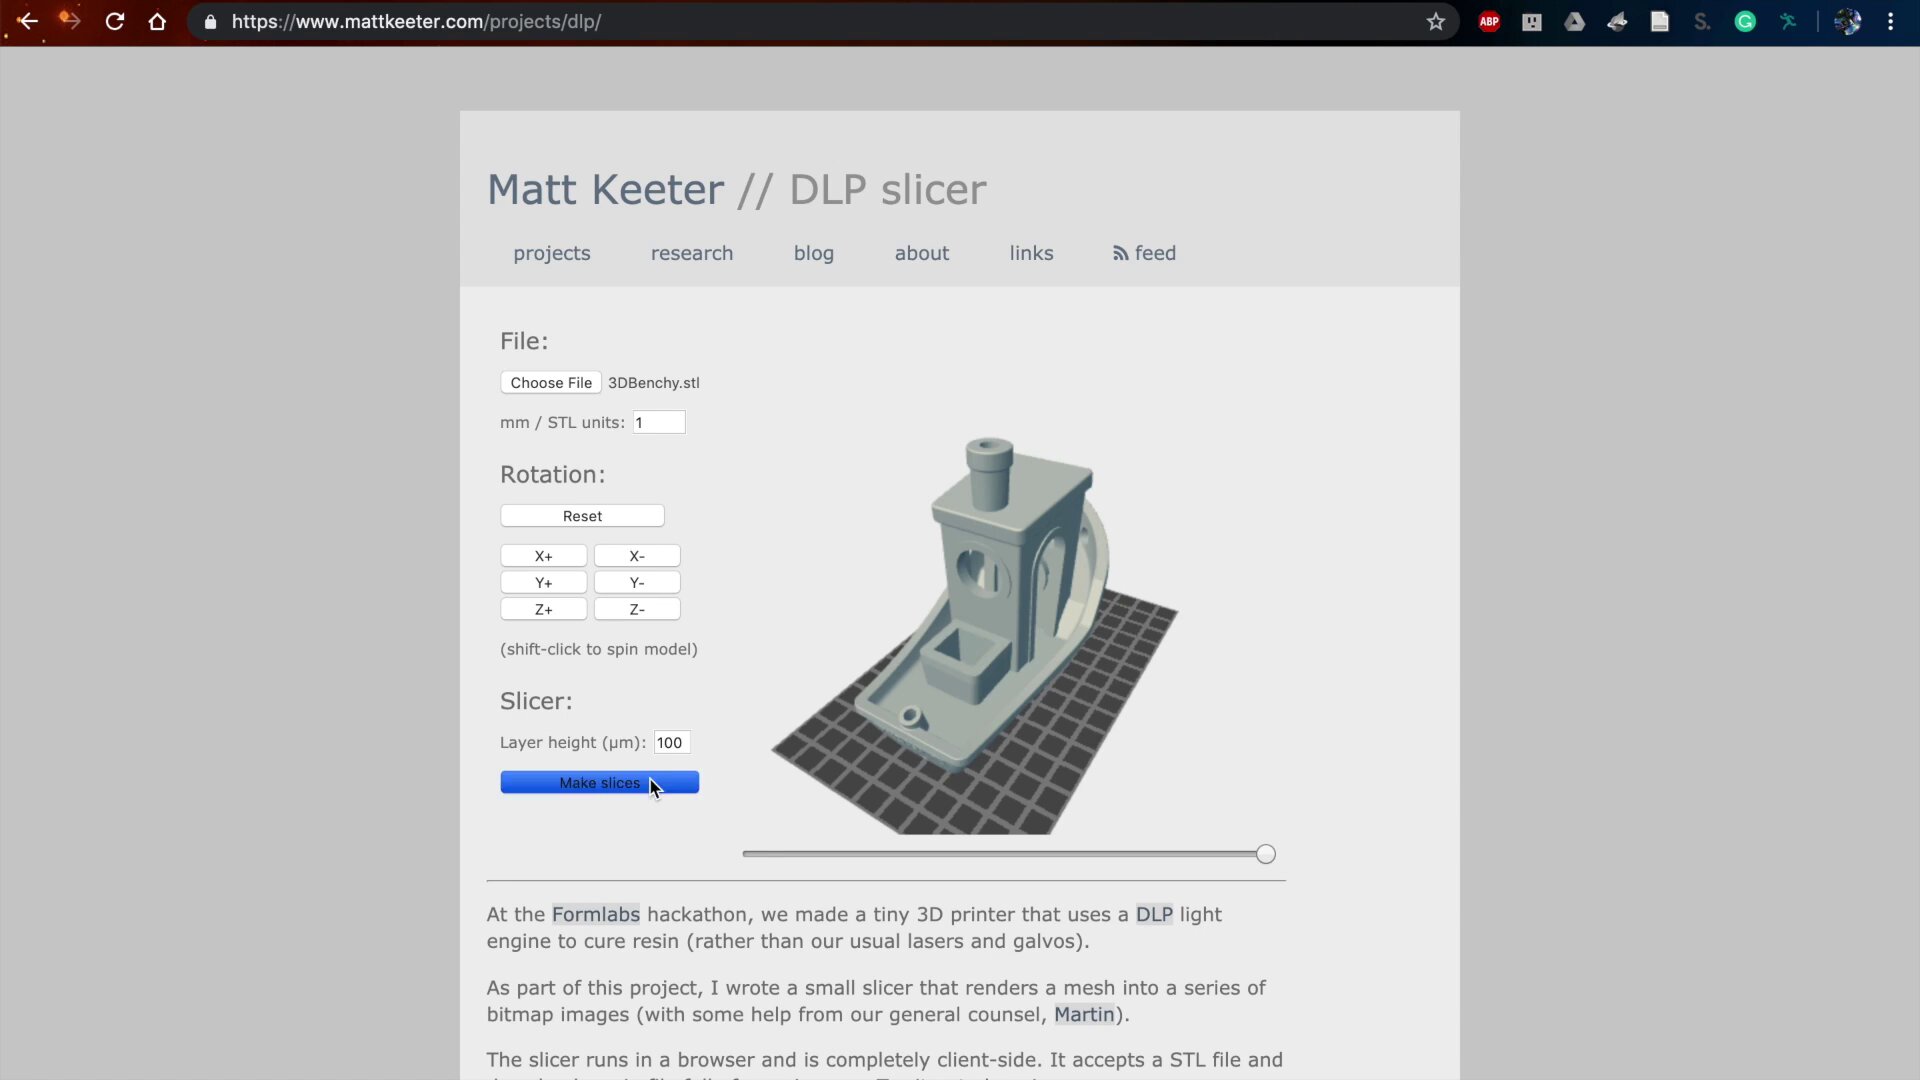 https://www.mattkeeter.com/projects/dlp/
ABP
S.
G
Matt Keeter // DLP slicer
projects research blog about links feed
File:
Choose File 3DBenchy.stl
mm / STL units: 1
Rotation:
Reset
X+ X-
Y+ Y-
Z+ Z-
(shift-click to spin model)
Slicer:
Layer height (µm): 100
Make slices
At the Formlabs hackathon, we made a tiny 3D printer that uses a DLP light
engine to cure resin (rather than our usual lasers and galvos).
As part of this project, I wrote a small slicer that renders a mesh into a series of
bitmap images (with some help from our general counsel, Martin).
The slicer runs in a browser and is completely client-side. It accepts a STL file and